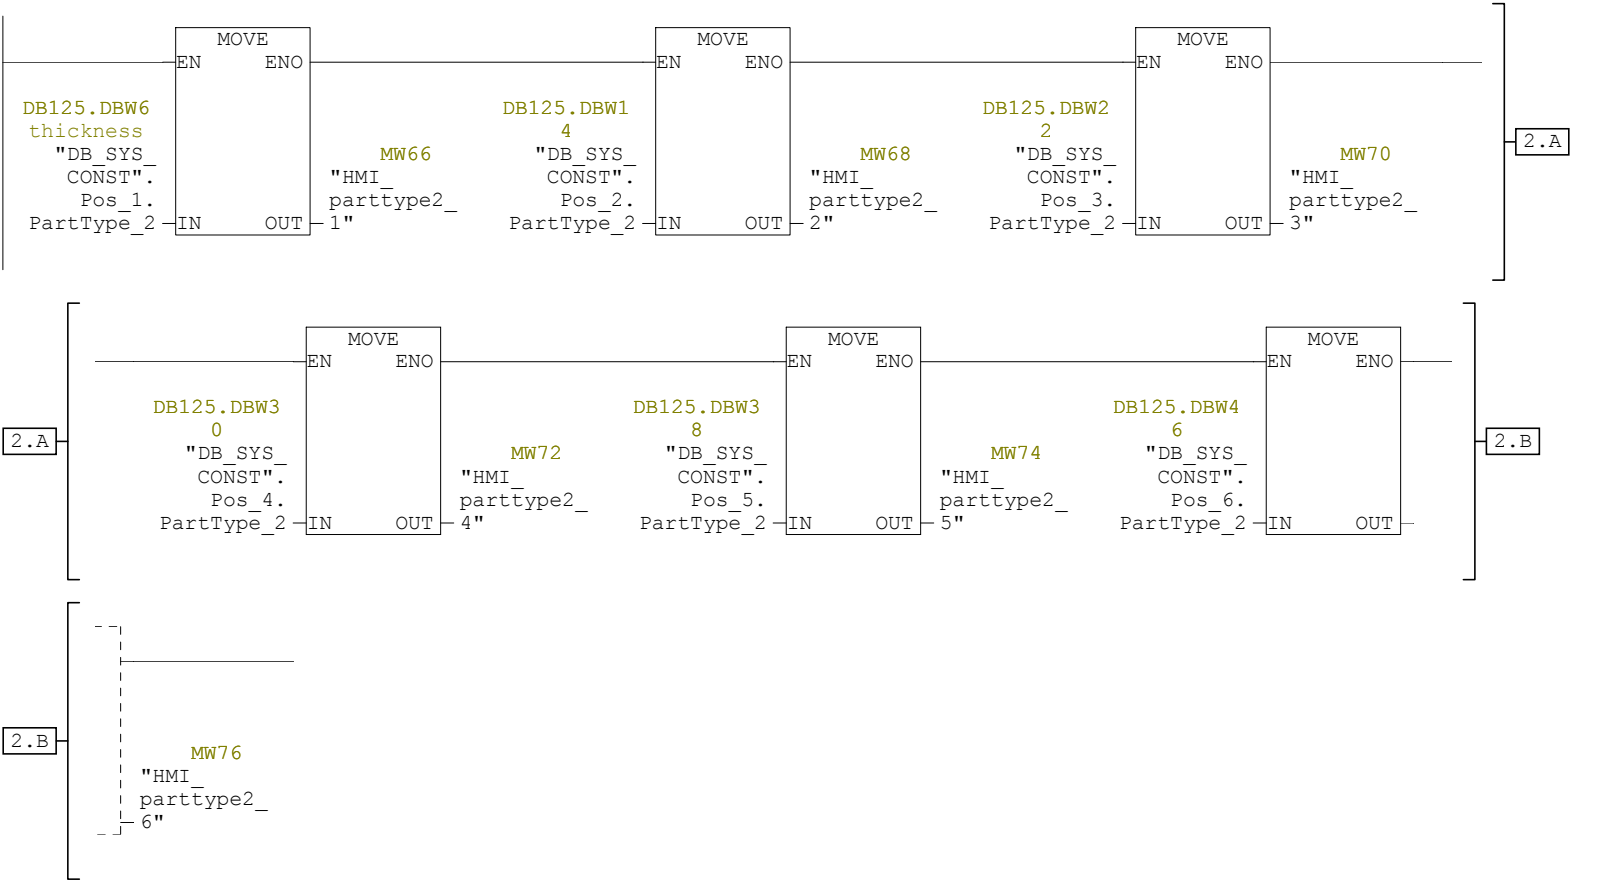 MOVE
EN ENO
DB125.DBW6
thickness
"DB_SYS_
CONST".
Pos_1.
PartType_2
IN OUT
MW66
"HMI_
parttype2_
1"
MOVE
EN ENO
DB125.DBW1
4
"DB_SYS_
CONST".
Pos_2.
PartType_2
IN OUT
MW68
"HMI_
parttype2_
2"
MOVE
EN ENO
DB125.DBW2
2
"DB_SYS_
CONST".
Pos_3.
PartType_2
IN OUT
MW70
"HMI_
parttype2_
3"
2.A
2.A
MOVE
EN ENO
DB125.DBW3
0
"DB_SYS_
CONST".
Pos_4.
PartType_2
IN OUT
MW72
"HMI_
parttype2_
4"
MOVE
EN ENO
DB125.DBW3
8
"DB_SYS_
CONST".
Pos_5.
PartType_2
IN OUT
MW74
"HMI_
parttype2_
5"
MOVE
EN ENO
DB125.DBW4
6
"DB_SYS_
CONST".
Pos_6.
PartType_2
IN OUT
2.B
2.B
MW76
"HMI_
parttype2_
6"